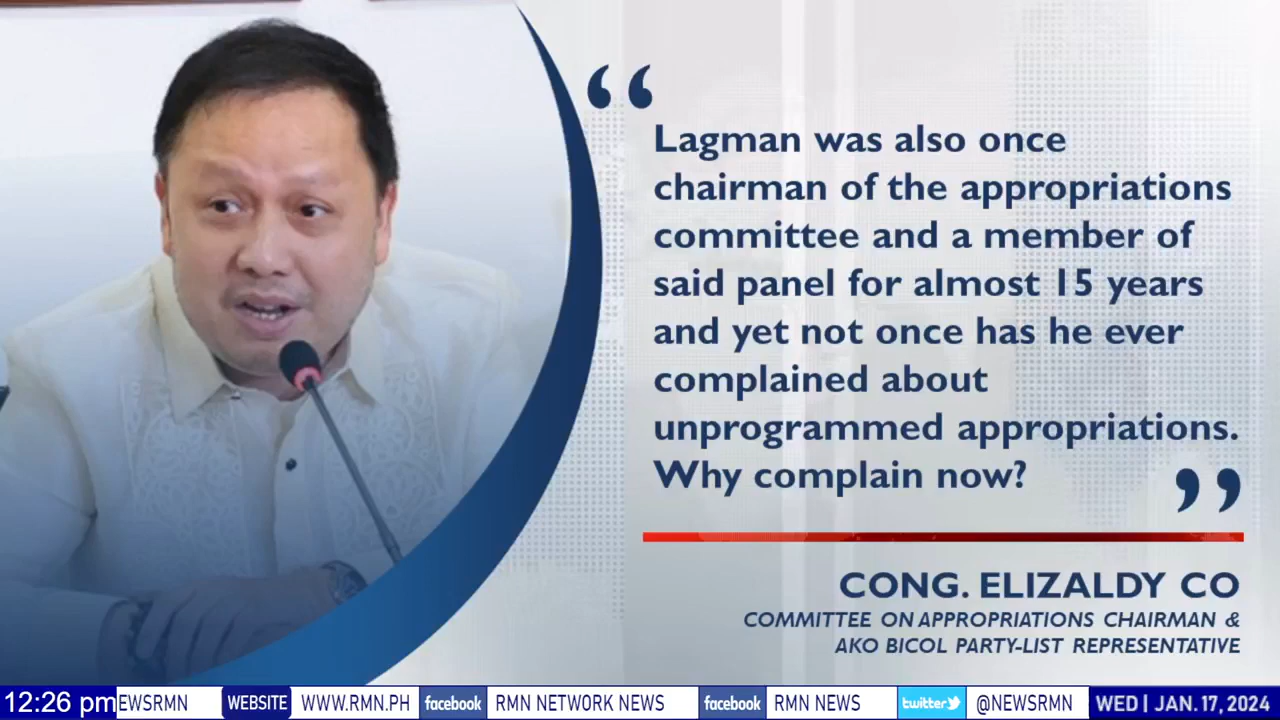 “
Lagman was also once
chairman of the appropriations
committee and a member of
said panel for almost 15 years
and yet not once has he ever
complained about
unprogrammed appropriations.
Why complain now?
”
CONG. ELIZALDY CO
COMMITTEE ON APPROPRIATIONS CHAIRMAN &
AKO BICOL PARTY-LIST REPRESENTATIVE
12:26 pm EWSRMN WEBSITE WWW.RMN.PH facebook RMN NETWORK NEWS facebook RMN NEWS twitter @NEWSRMN WED | JAN. 17, 2024